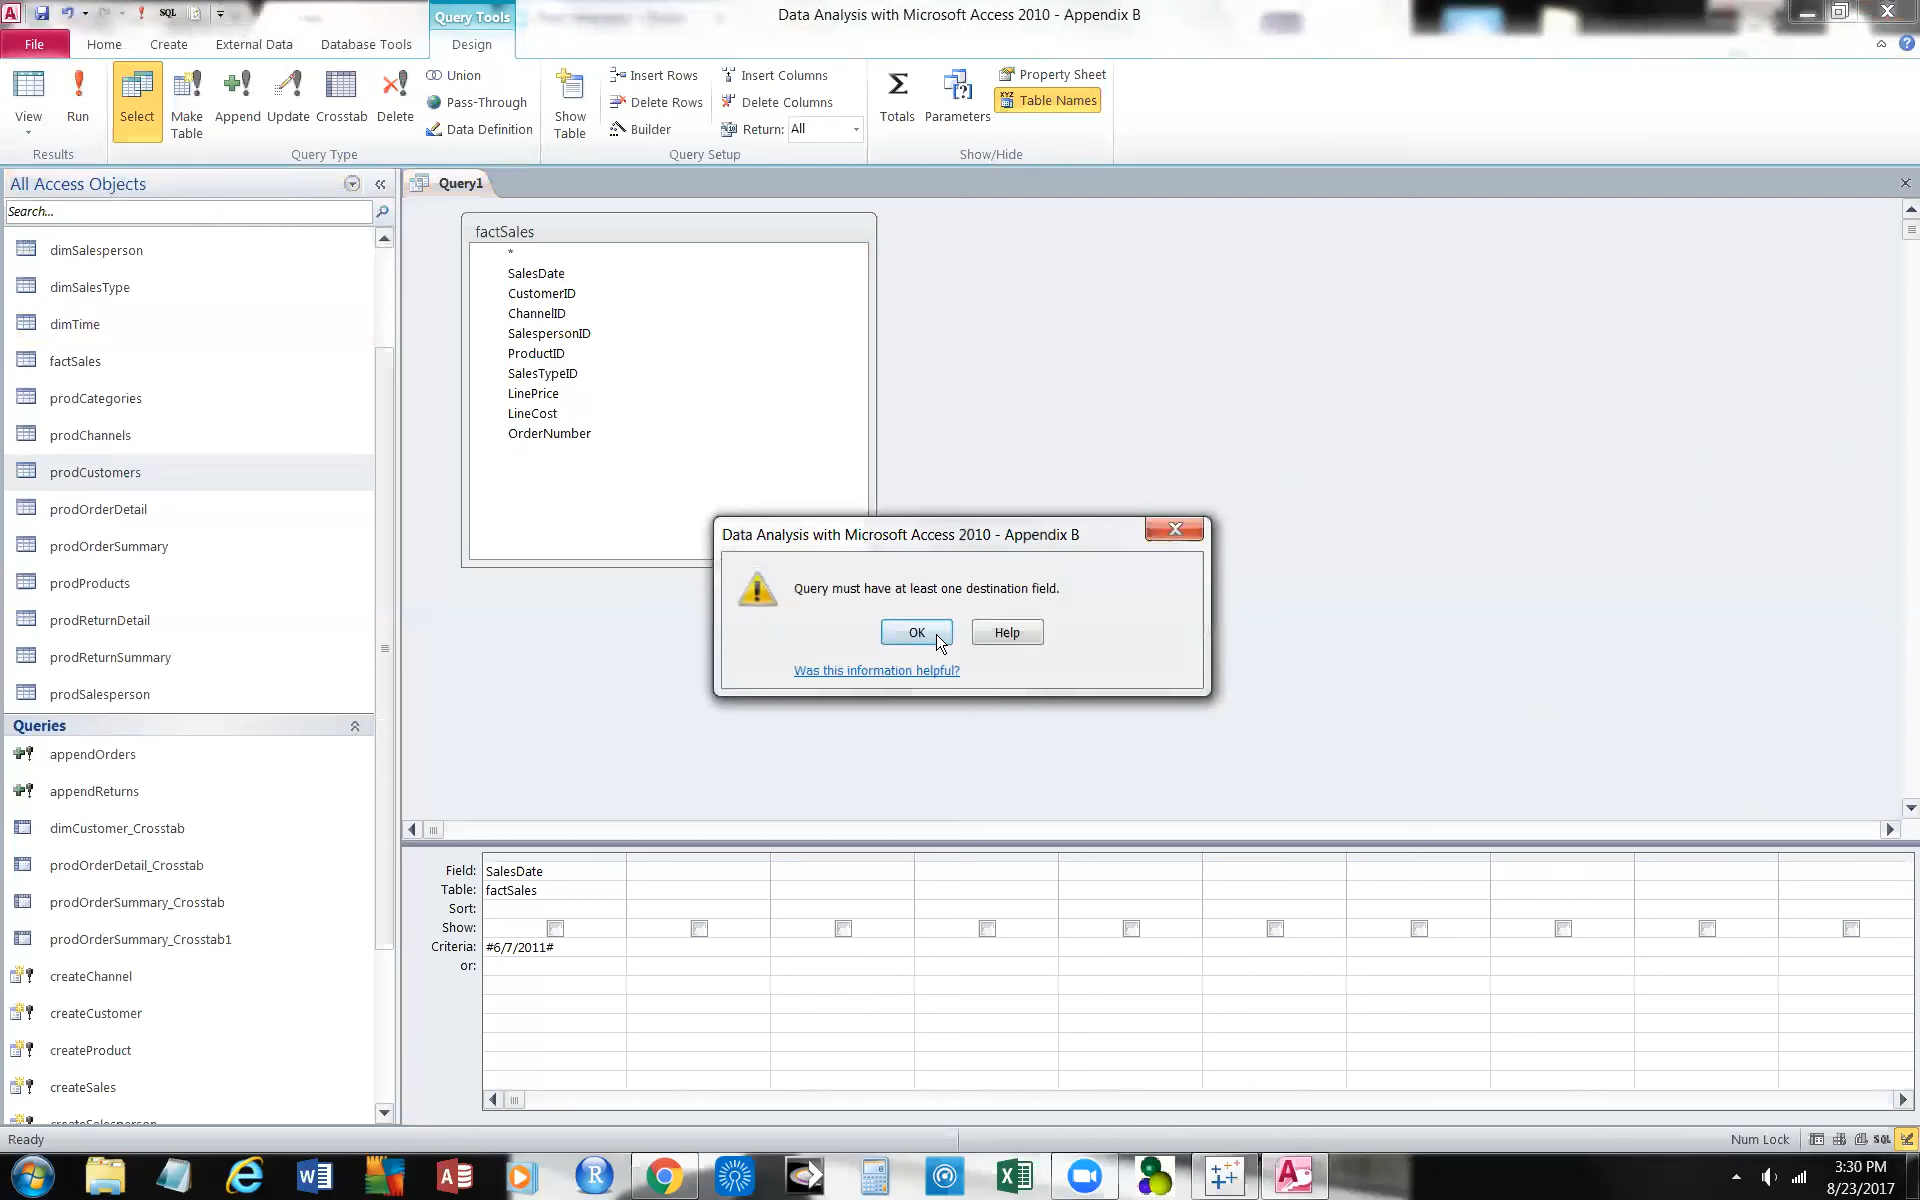 SQL
Query Tools
Data Analysis with Microsoft Access 2010 - Appendix B
File
Home
Create
External Data
Database Tools
Design
View
Run
Select
Make Table
Append
Update
Crosstab
Delete
Union
Pass-Through
Data Definition
Show Table
Insert Rows
Delete Rows
Builder
Insert Columns
Delete Columns
Return: All
Totals
Parameters
Property Sheet
Table Names
Results
Query Type
Query Setup
Show/Hide
All Access Objects
Search...
dimSalesperson
dimSalesType
dimTime
factSales
prodCategories
prodChannels
prodCustomers
prodOrderDetail
prodOrderSummary
prodProducts
prodReturnDetail
prodReturnSummary
prodSalesperson
Queries
appendOrders
appendReturns
dimCustomer_Crosstab
prodOrderDetail_Crosstab
prodOrderSummary_Crosstab
prodOrderSummary_Crosstab1
createChannel
createCustomer
createProduct
createSales
createSalesperson
Query1
factSales
*
SalesDate
CustomerID
ChannelID
SalespersonID
ProductID
SalesTypeID
LinePrice
LineCost
OrderNumber
Data Analysis with Microsoft Access 2010 - Appendix B
Query must have at least one destination field.
OK
Help
Was this information helpful?
Field: SalesDate
Table: factSales
Sort:
Show:
Criteria: #6/7/2011#
or:
Ready
Num Lock
SQL
3:30 PM
8/23/2017